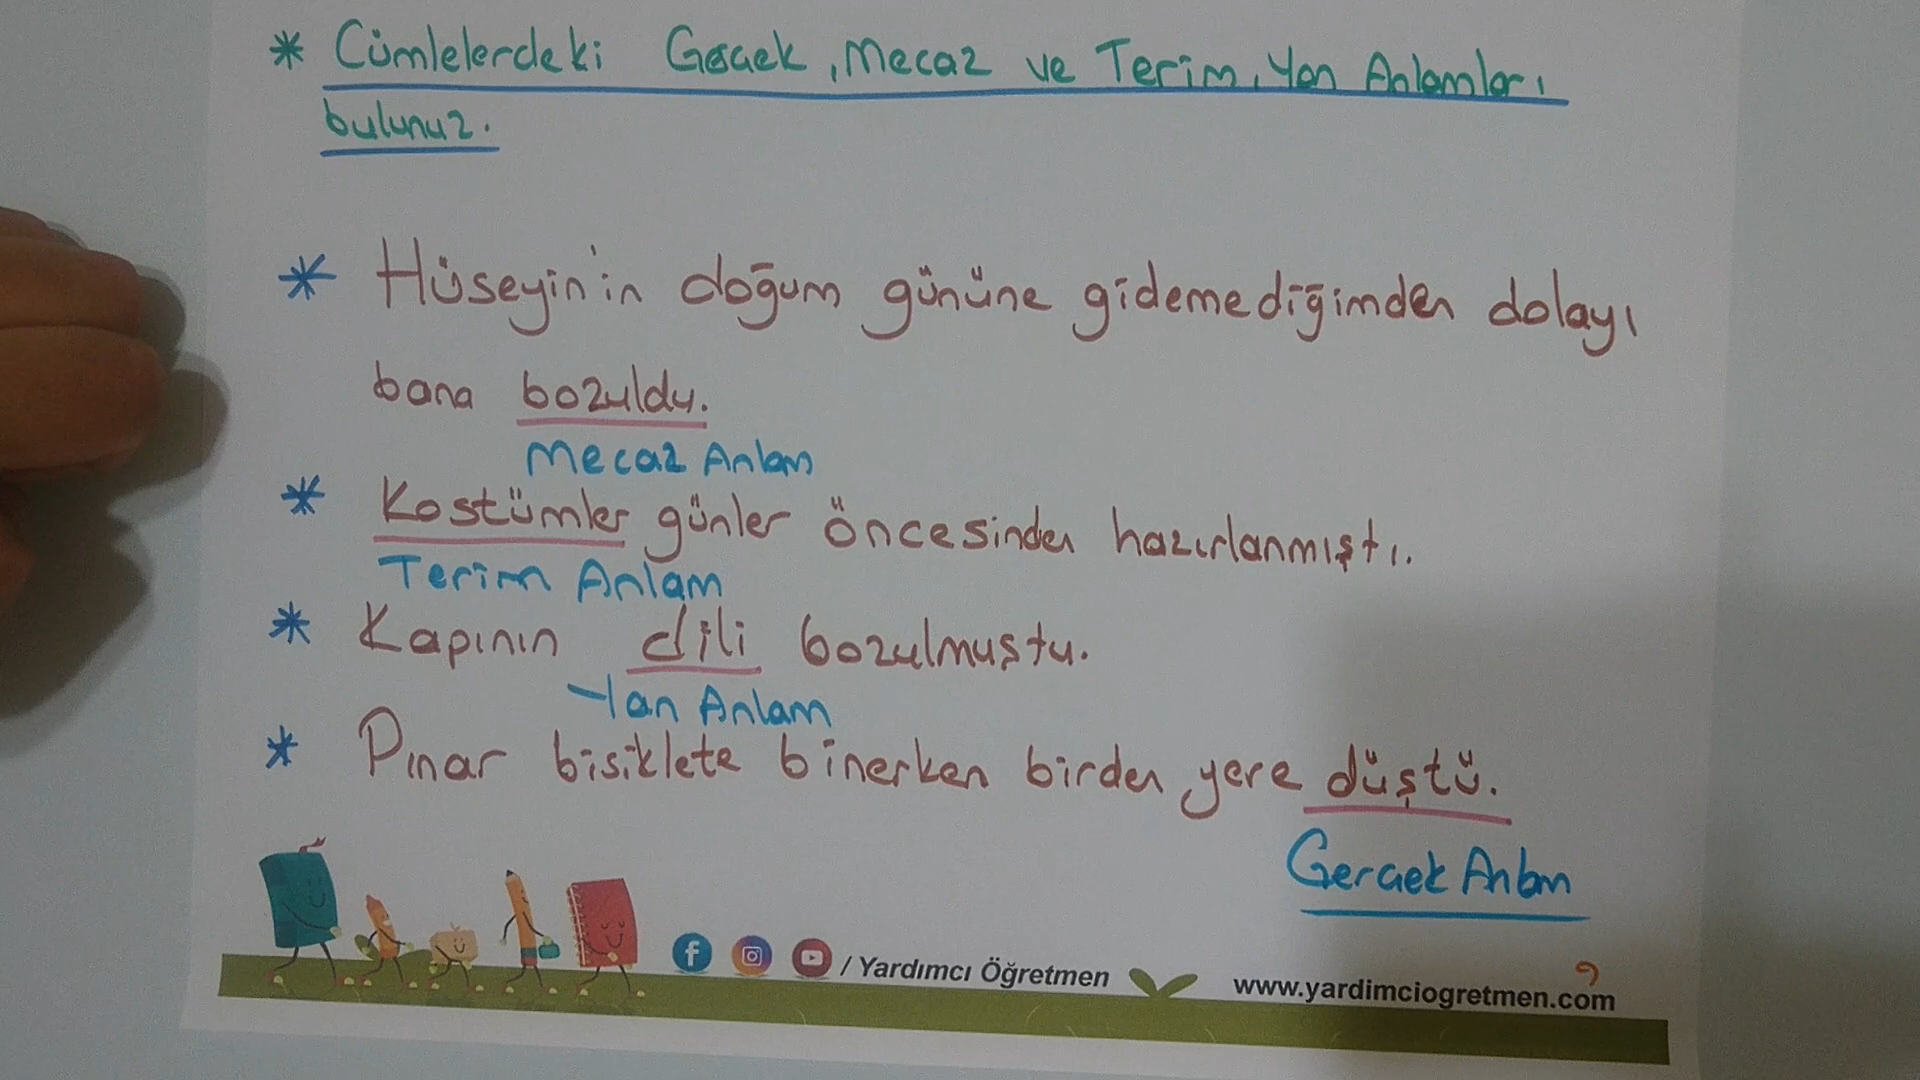 * Cümlelerdeki Gerçek, Mecaz ve Terim, Yan Anlamları
bulunuz.
* Hüseyin'in doğum gününe gidemediğimden dolayı
bana bozuldu.
Mecaz Anlam
* Kostümler günler öncesinden hazırlanmıştı.
Terim Anlam
* Kapının dili bozulmuştu.
Yan Anlam
* Pınar bisiklete binerken birden yere düştü.
Gerçek Anlam
/ Yardımcı Öğretmen
www.yardimciogretmen.com
9